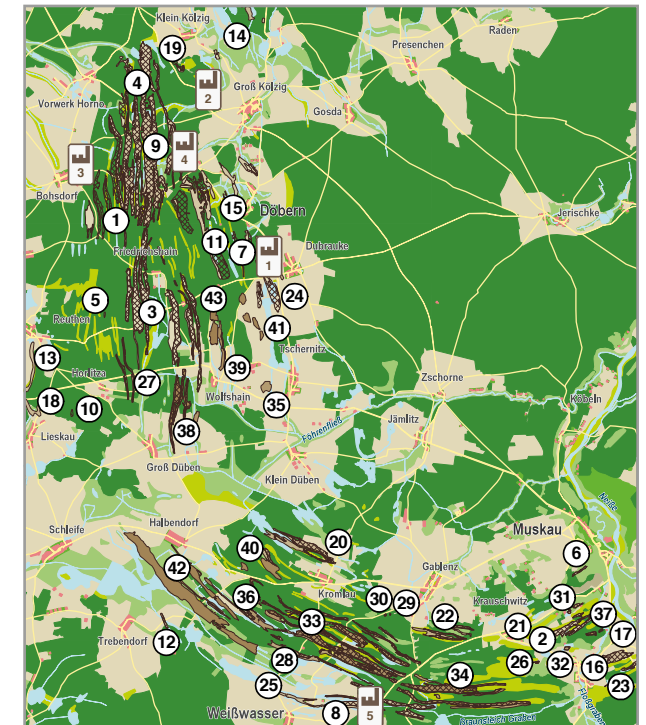 Klein Kölzig
14
Raden
19
Presenchen
4
2
Groß Kölzig
Vorwerk Horno
Gosda
9
4
3
Bohsdorf
15
Döbern
Jerischke
1
11
7
Dubrauke
Friedrichshain
1
5
43
24
Reuthen
3
41
13
Tschernitz
39
Horlitza
27
Zschorne
18
10
Wolfshain
35
Köbeln
Lieskau
38
Föhrenfließ
Jämlitz
Groß Düben
Klein Düben
Neiße
Schleife
Halbendorf
Muskau
20
40
6
42
Gablenz
Kromlau
36
30
29
31
Krauschwitz
33
22
37
21
Trebendorf
12
2
17
28
26
32
16
34
25
23
Weißwasser
8
5
Floßgraben